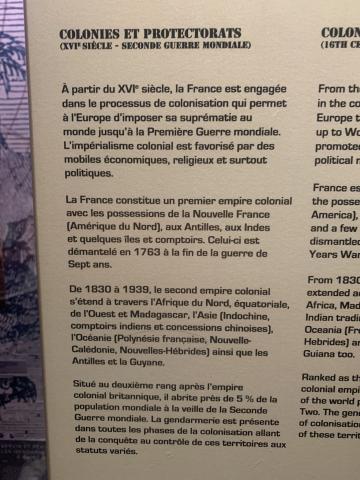 COLONIES ET PROTECTORATS
(XVIᵉ SIÈCLE - SECONDE GUERRE MONDIALE)
À partir du XVIᵉ siècle, la France est engagée
dans le processus de colonisation qui permet
à l'Europe d'imposer sa suprématie au
monde jusqu'à la Première Guerre mondiale.
L'impérialisme colonial est favorisé par des
mobiles économiques, religieux et surtout
politiques.
La France constitue un premier empire colonial
avec les possessions de la Nouvelle France
(Amérique du Nord), aux Antilles, aux Indes
et quelques îles et comptoirs. Celui-ci est
démantelé en 1763 à la fin de la guerre de
Sept ans.
De 1830 à 1939, le second empire colonial
s'étend à travers l'Afrique du Nord, équatoriale,
de l'Ouest et Madagascar, l'Asie (Indochine,
comptoirs indiens et concessions chinoises),
l'Océanie (Polynésie française, Nouvelle-
Calédonie, Nouvelles-Hébrides) ainsi que les
Antilles et la Guyane.
Situé au deuxième rang après l'empire
colonial britannique, il abrite près de 5 % de la
population mondiale à la veille de la Seconde
Guerre mondiale. La gendarmerie est présente
dans toutes les phases de la colonisation allant
de la conquête au contrôle de ces territoires aux
statuts variés.
COLON
(16TH CE
From th
in the co
Europe t
up to Wo
promote
political r
France es
the posse
America),
and a few
dismantle
Years War
From 1830
extended a
Africa, Mad
Indian tradi
Oceania (Fr
Hebrides) an
Guiana too.
Ranked as th
colonial empi
of the world p
Two. The gen
of colonisation
of these territ